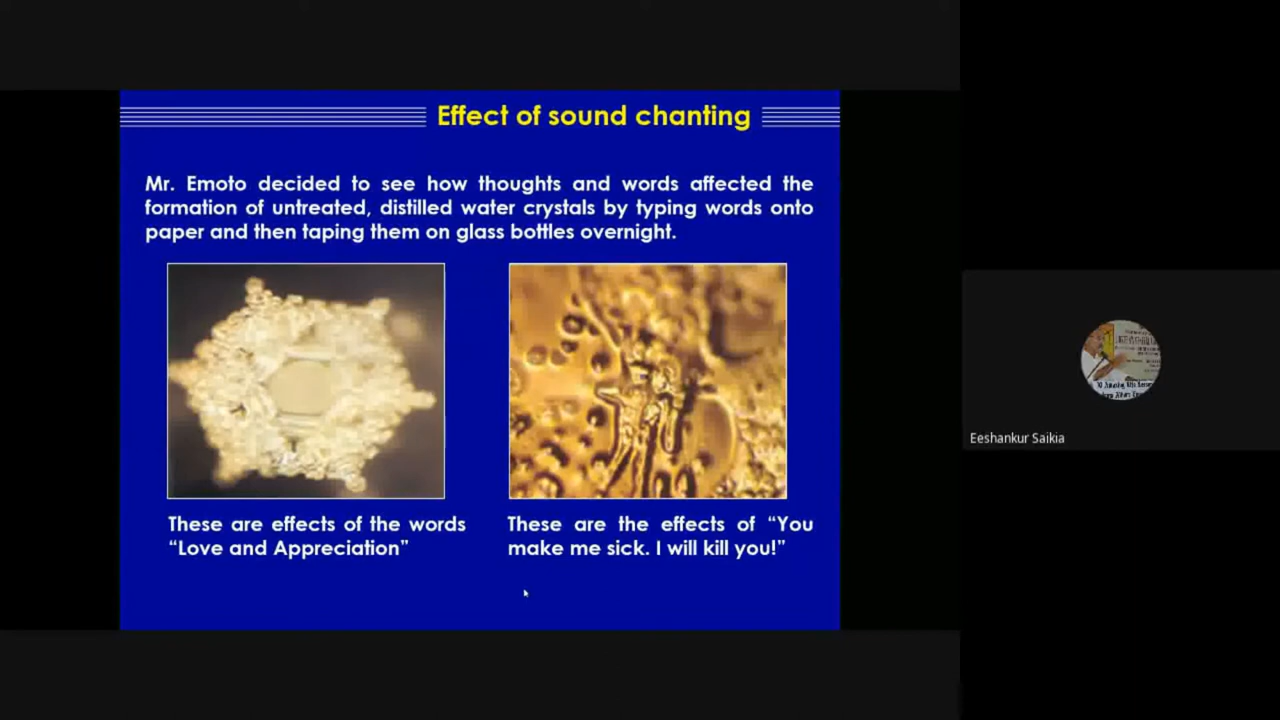 Effect of sound chanting
Mr. Emoto decided to see how thoughts and words affected the
formation of untreated, distilled water crystals by typing words onto
paper and then taping them on glass bottles overnight.
These are effects of the words
“Love and Appreciation”
These are the effects of “You
make me sick. I will kill you!”
Eeshankur Saikia